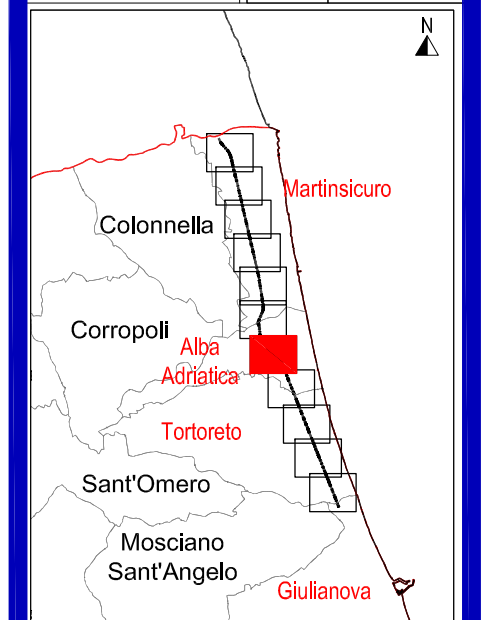 N
Martinsicuro
Colonnella
Corropoli
Alba
Adriatica
Tortoreto
Sant'Omero
Mosciano
Sant'Angelo
Giulianova